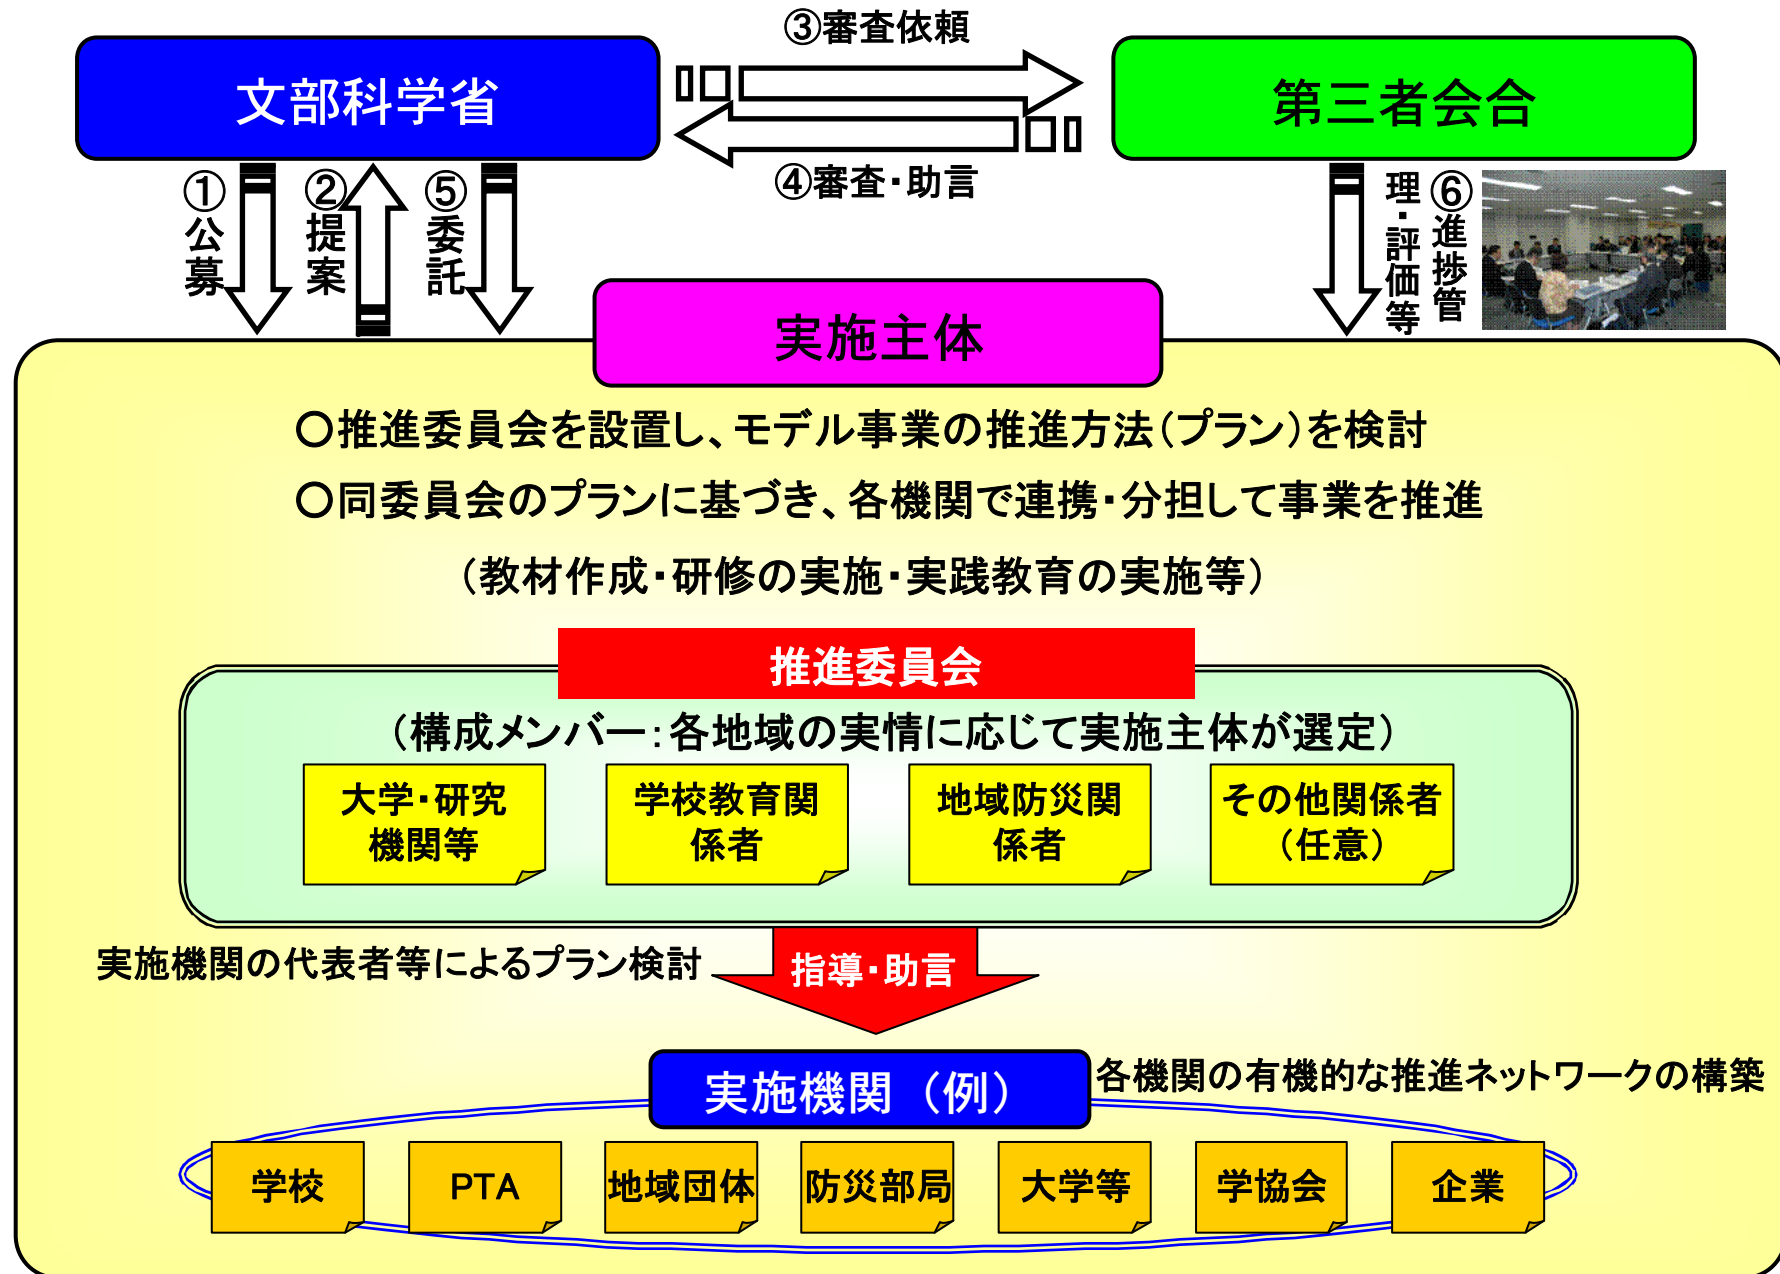 ③審査依頼
文部科学省
第三者会合
④審査・助言
①公募
②提案
⑤委託
⑥進捗管
理・評価等
実施主体
○推進委員会を設置し、モデル事業の推進方法(プラン)を検討
○同委員会のプランに基づき、各機関で連携・分担して事業を推進
(教材作成・研修の実施・実践教育の実施等)
推進委員会
(構成メンバー:各地域の実情に応じて実施主体が選定)
大学・研究
機関等
学校教育関
係者
地域防災関
係者
その他関係者
(任意)
実施機関の代表者等によるプラン検討
指導・助言
実施機関(例)
各機関の有機的な推進ネットワークの構築
学校
PTA
地域団体
防災部局
大学等
学協会
企業